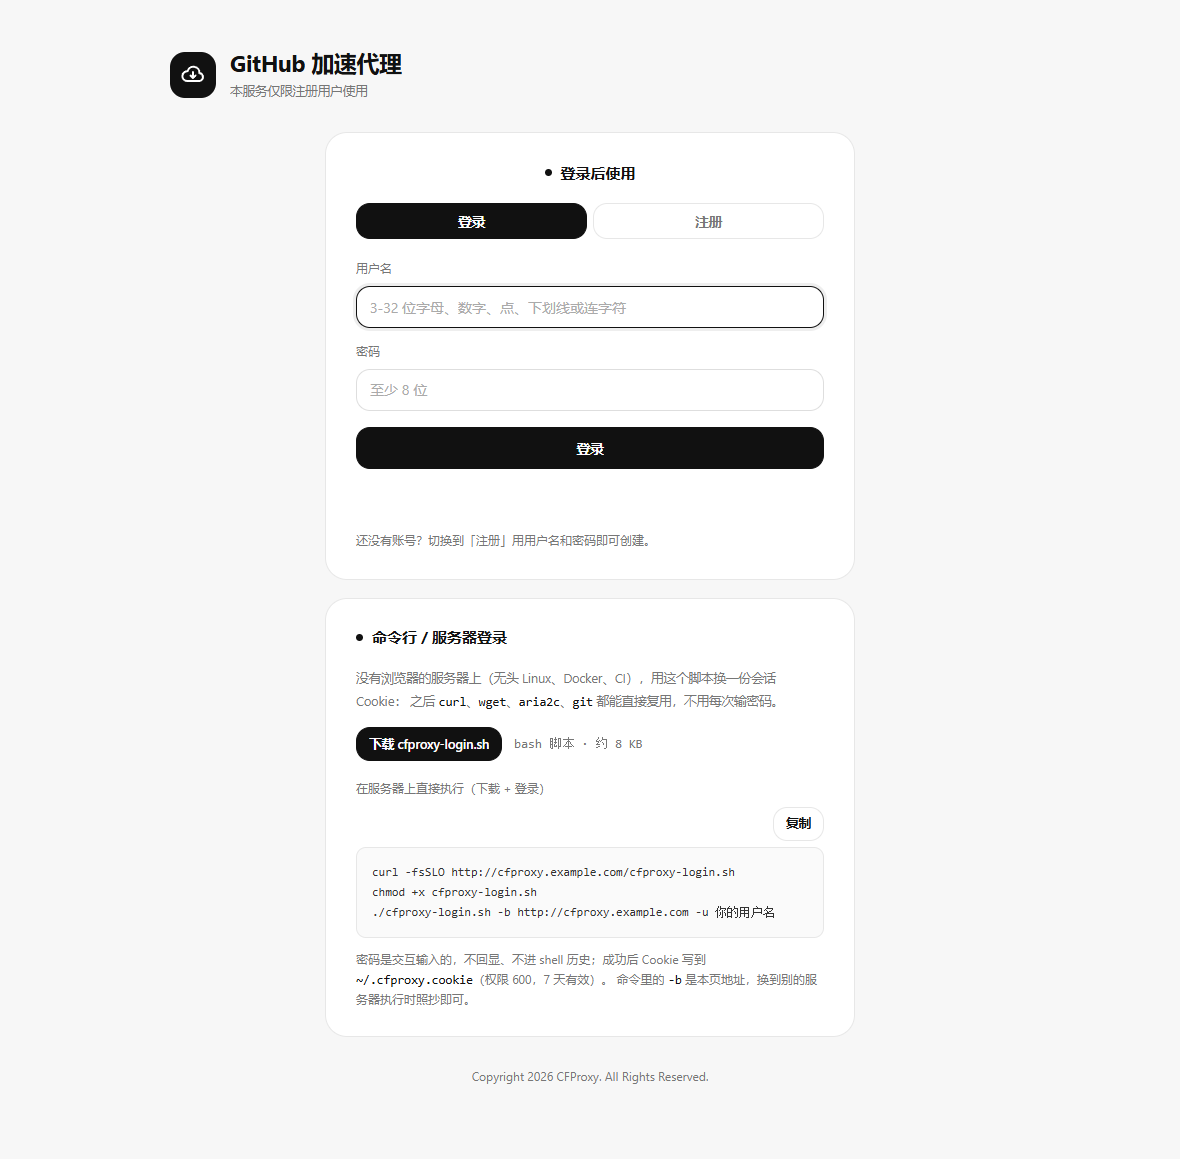 GitHub 加速代理
本服务仅限注册用户使用
登录后使用
登录
注册
用户名
3-32 位字母、数字、点、下划线或连字符
密码
至少 8 位
登录
还没有账号？切换到「注册」用用户名和密码即可创建。
命令行 / 服务器登录
没有浏览器的服务器上（无头 Linux、Docker、CI），用这个脚本换一份会话
Cookie： 之后 curl、wget、aria2c、git 都能直接复用，不用每次输密码。
下载 cfproxy-login.sh
bash 脚本 · 约 8 KB
在服务器上直接执行（下载 + 登录）
复制
curl -fsSLO http://cfproxy.example.com/cfproxy-login.sh
chmod +x cfproxy-login.sh
./cfproxy-login.sh -b http://cfproxy.example.com -u 你的用户名
密码是交互输入的，不回显、不进 shell 历史；成功后 Cookie 写到
~/.cfproxy.cookie（权限 600，7 天有效）。 命令里的 -b 是本页地址，换到别的服
务器执行时照抄即可。
Copyright 2026 CFProxy. All Rights Reserved.